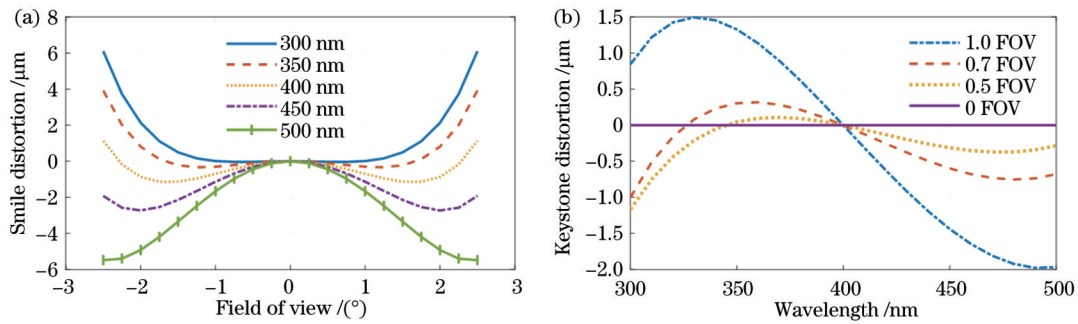 (a)
Smile distortion /μm
8
6
4
2
0
−2
−4
−6
300 nm
350 nm
400 nm
450 nm
500 nm
−3
−2
−1
0
1
2
3
Field of view /(°)
(b)
Keystone distortion /μm
1.5
1.0
0.5
0
−0.5
−1.0
−1.5
−2.0
1.0 FOV
0.7 FOV
0.5 FOV
0 FOV
300
350
400
450
500
Wavelength /nm